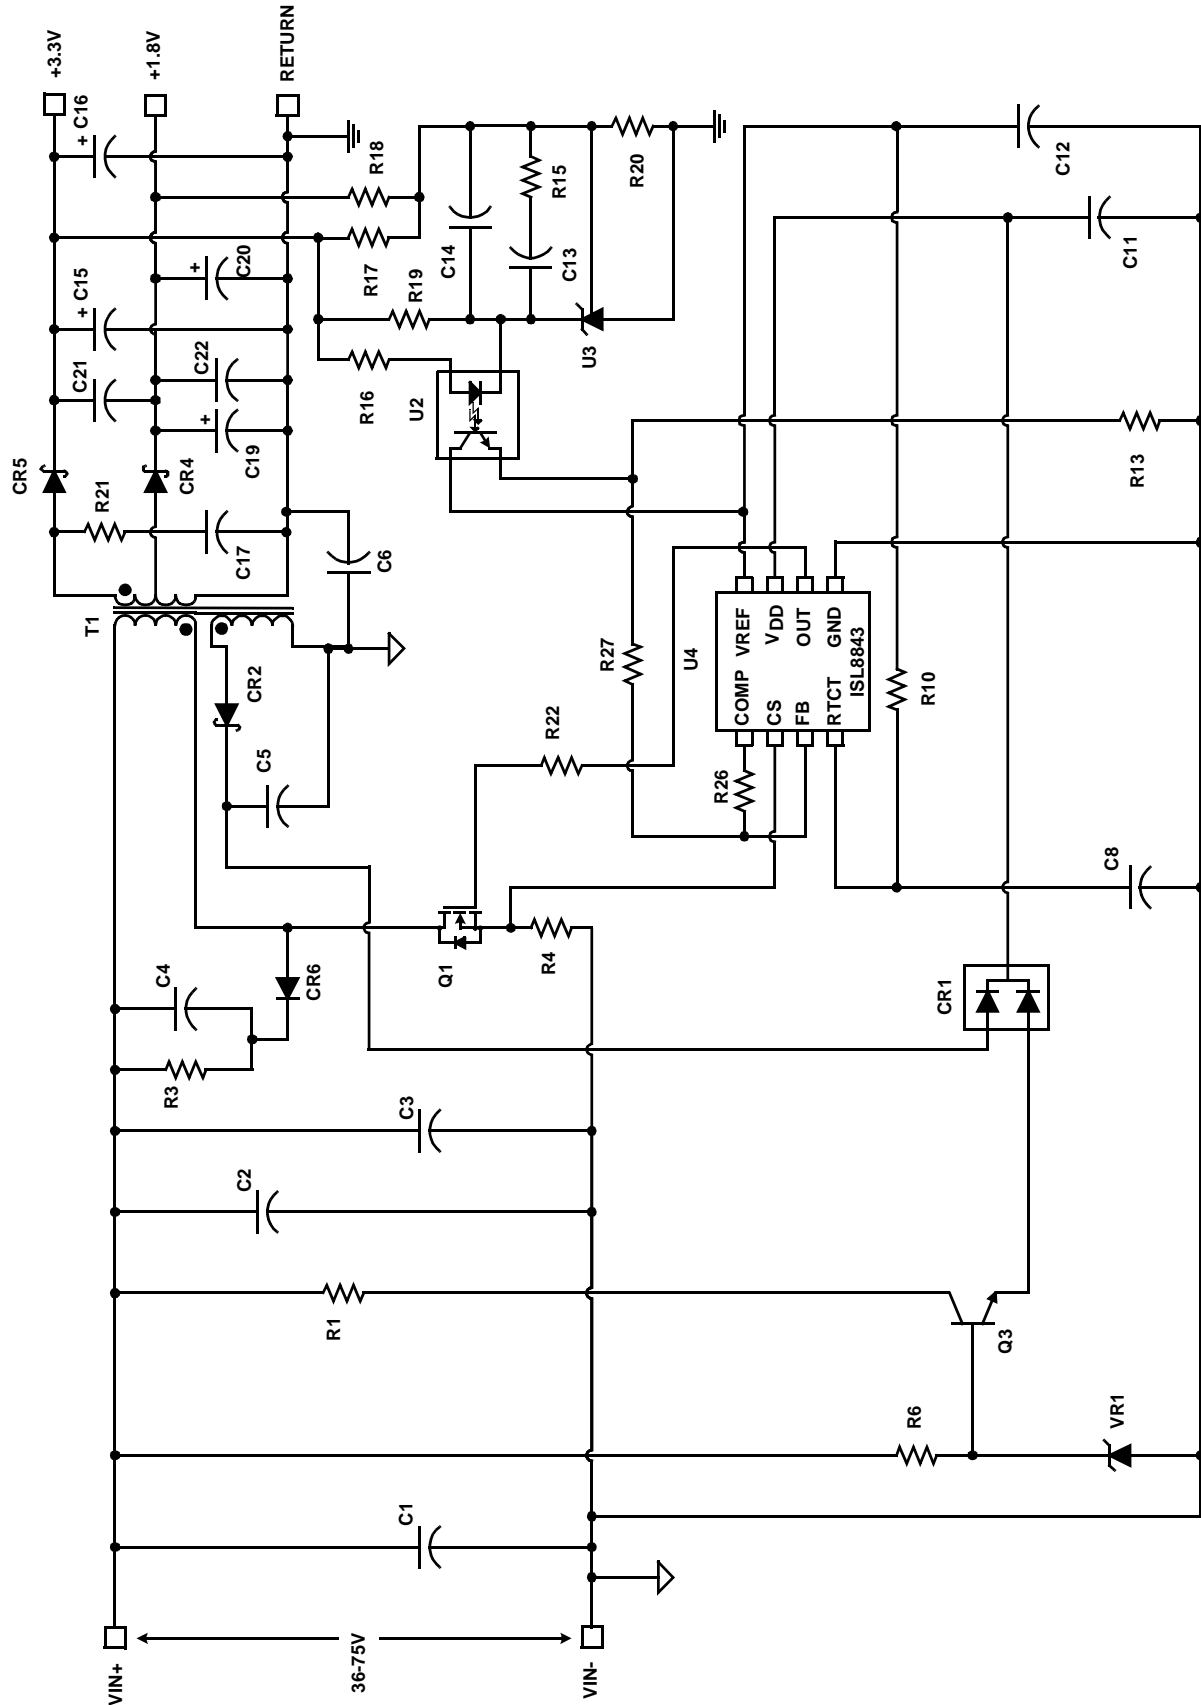 +3.3V
+1.8V
RETURN
+ C16
R18
C14
R15
R20
C12
C11
+
C20
R17
R19
C13
+ C15
C21
C22
R16
U2
U3
CR5
R21
CR4
+
C19
C17
C6
R13
T1
CR2
C5
R27
R22
U4
COMP
VREF
CS
VDD
FB
OUT
RTCT
GND
ISL8843
R26
R10
C8
C4
CR6
R3
Q1
R4
CR1
C3
C2
R1
Q3
R6
VR1
C1
VIN+
36-75V
VIN-